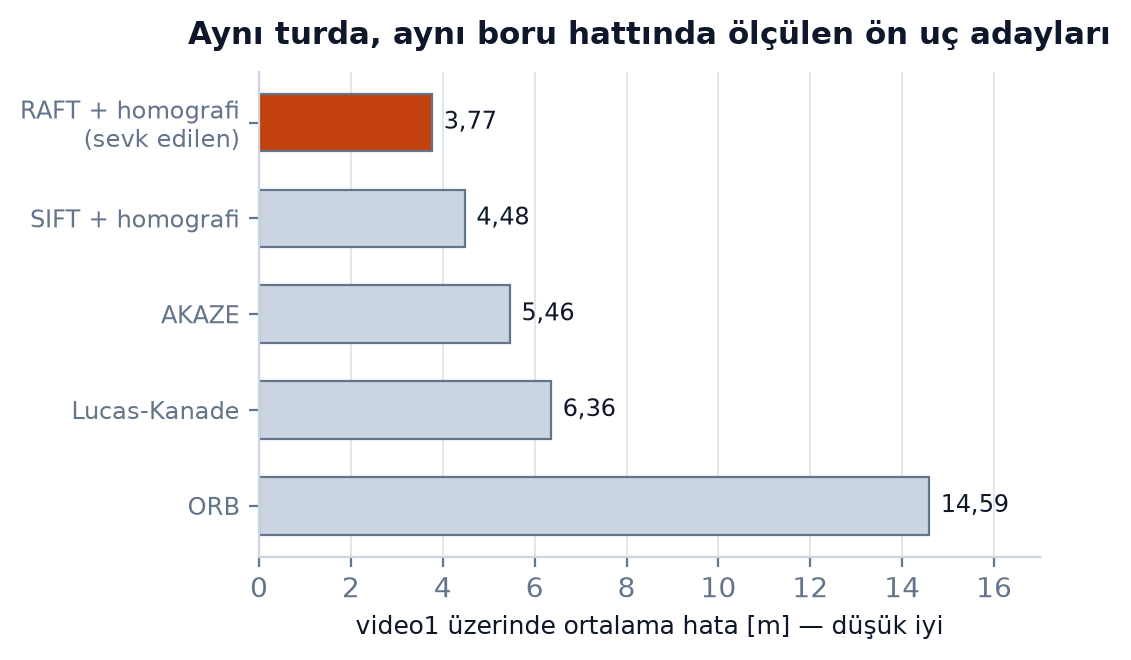 Aynı turda, aynı boru hattında ölçülen ön uç adayları
RAFT + homografi
(sevk edilen)
3,77
SIFT + homografi
4,48
AKAZE
5,46
Lucas-Kanade
6,36
ORB
14,59
0 2 4 6 8 10 12 14 16
video1 üzerinde ortalama hata [m] — düşük iyi